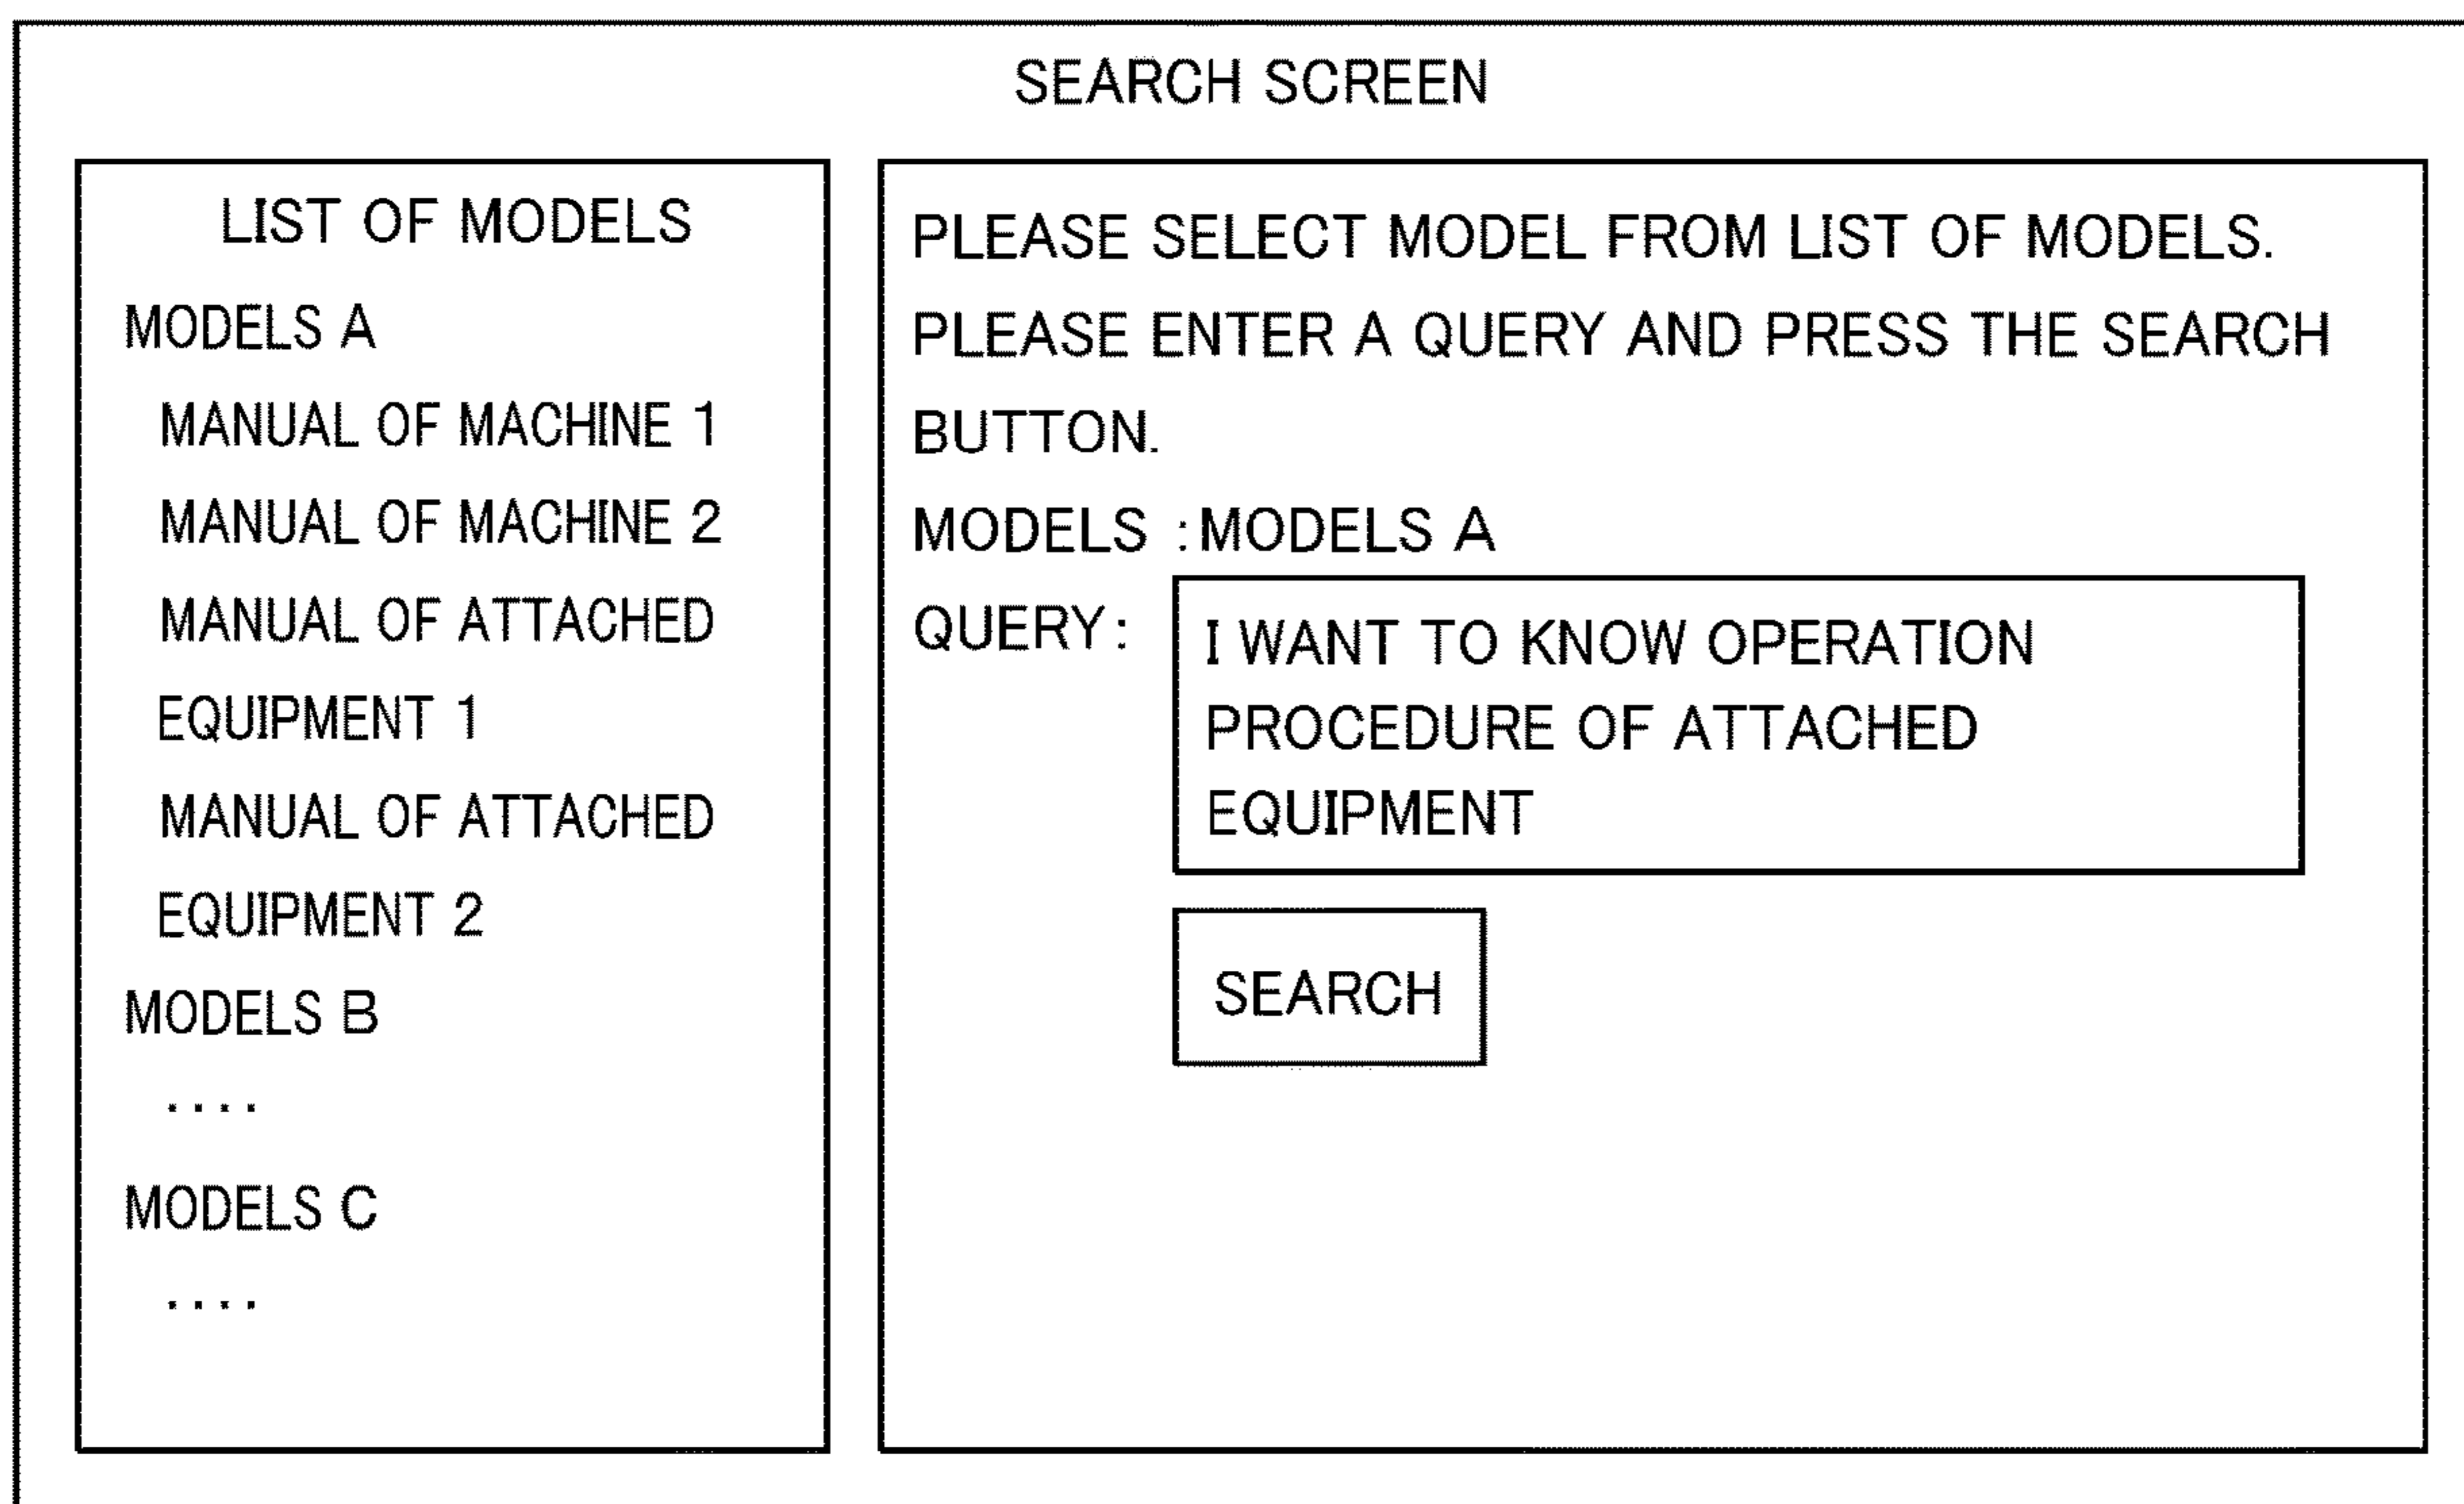 SEARCH SCREEN
LIST OF MODELS
MODELS A
MANUAL OF MACHINE 1
MANUAL OF MACHINE 2
MANUAL OF ATTACHED
EQUIPMENT 1
MANUAL OF ATTACHED
EQUIPMENT 2
MODELS B
....
MODELS C
....
PLEASE SELECT MODEL FROM LIST OF MODELS.
PLEASE ENTER A QUERY AND PRESS THE SEARCH
BUTTON.
MODELS :MODELS A
QUERY:
I WANT TO KNOW OPERATION
PROCEDURE OF ATTACHED
EQUIPMENT
SEARCH